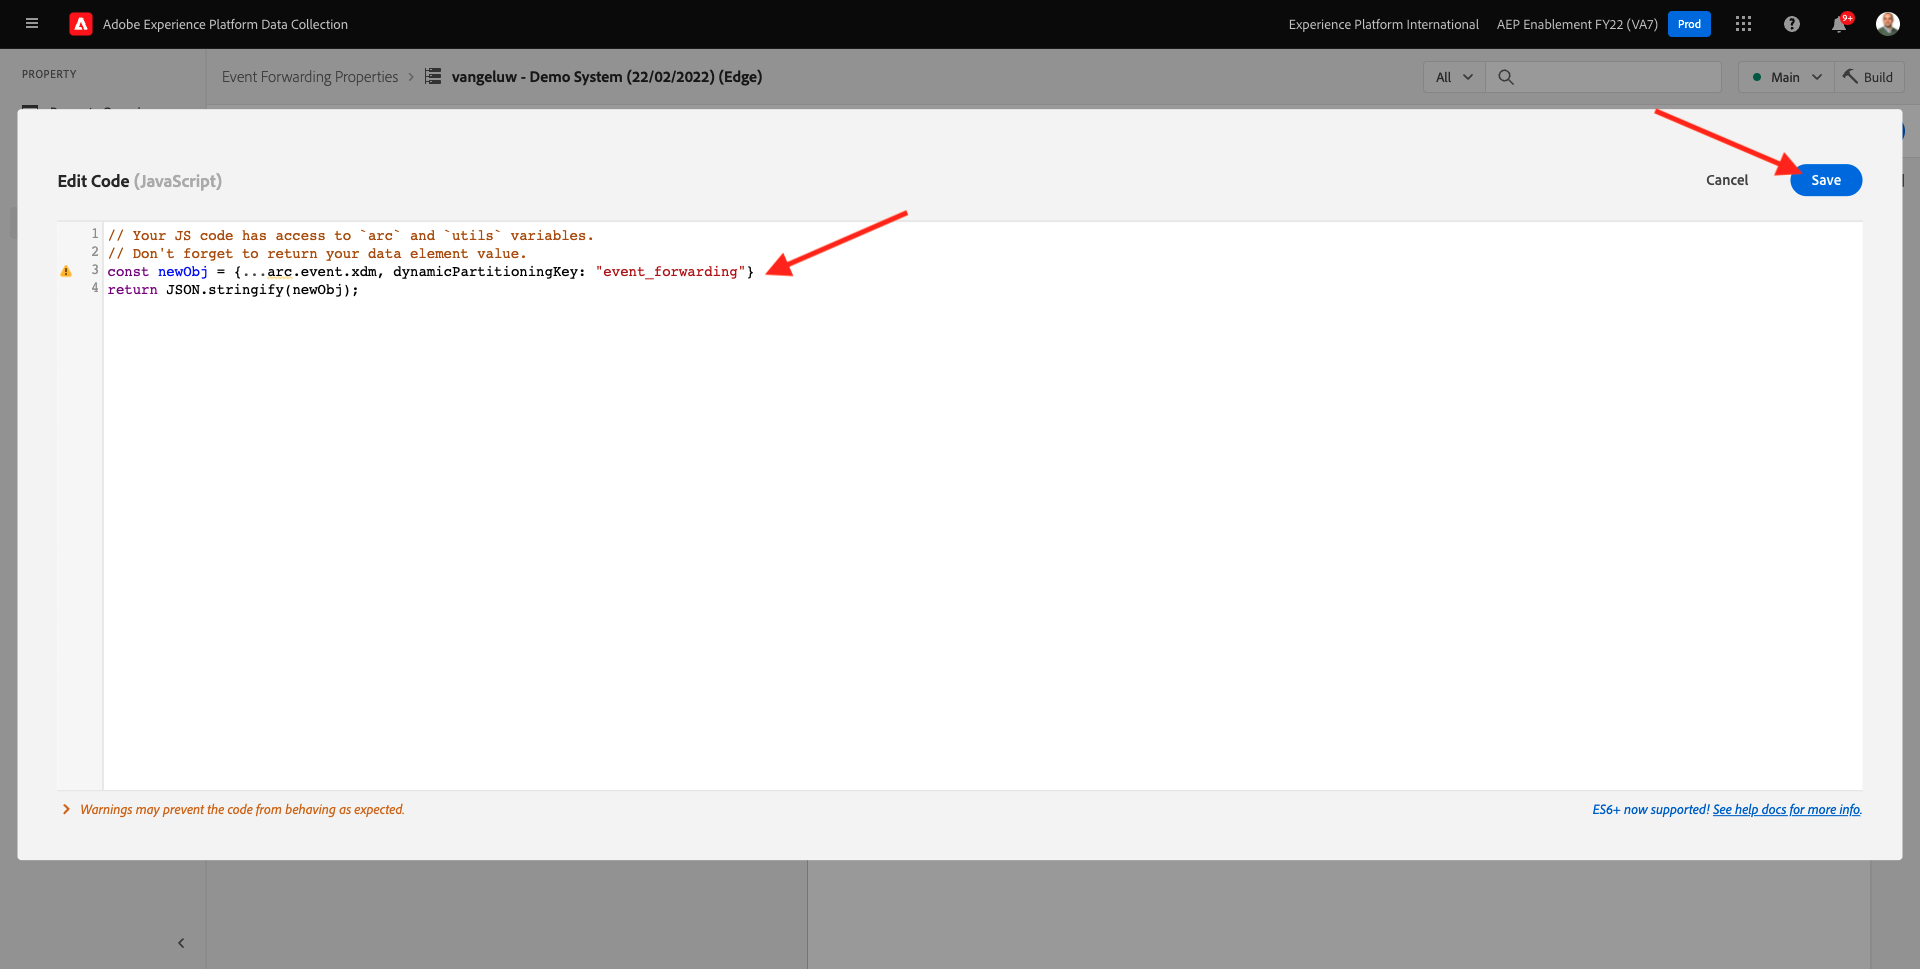 Adobe Experience Platform Data Collection
Experience Platform International
AEP Enablement FY22 (VA7)
Prod
9+
PROPERTY
Event Forwarding Properties
vangeluw - Demo System (22/02/2022) (Edge)
All
Main
Build
Edit Code (JavaScript)
Cancel
Save
1 // Your JS code has access to `arc` and `utils` variables.
2 // Don't forget to return your data element value.
3 const newObj = {...arc.event.xdm, dynamicPartitioningKey: "event_forwarding"}
4 return JSON.stringify(newObj);
Warnings may prevent the code from behaving as expected.
ES6+ now supported! See help docs for more info.